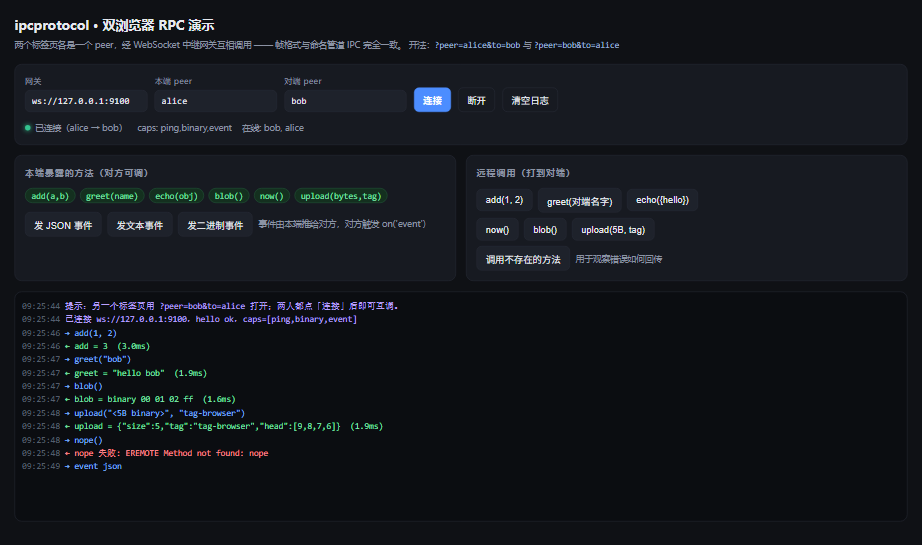 ipcprotocol • 双浏览器 RPC 演示
两个标签页各是一个 peer，经 WebSocket 中继网关互相调用 —— 帧格式与命名管道 IPC 完全一致。 开法：?peer=alice&to=bob 与 ?peer=bob&to=alice
网关 本端 peer 对端 peer
ws://127.0.0.1:9100 alice bob 连接 断开 清空日志
已连接（alice → bob） caps: ping,binary,event 在线: bob, alice
本端暴露的方法（对方可调）
add(a,b) greet(name) echo(obj) blob() now() upload(bytes,tag)
发 JSON 事件 发文本事件 发二进制事件 事件由本端推给对方，对方触发 on('event')
远程调用（打到对端）
add(1, 2) greet(对端名字) echo({hello})
now() blob() upload(5B, tag)
调用不存在的方法 用于观察错误如何回传
09:25:44 提示：另一个标签页用 ?peer=bob&to=alice 打开；两人都点「连接」后即可互调。
09:25:44 已连接 ws://127.0.0.1:9100，hello ok，caps=[ping,binary,event]
09:25:46 → add(1, 2)
09:25:46 ← add = 3 (3.0ms)
09:25:47 → greet("bob")
09:25:47 ← greet = "hello bob" (1.9ms)
09:25:47 → blob()
09:25:47 ← blob = binary 00 01 02 ff (1.6ms)
09:25:48 → upload("<5B binary>", "tag-browser")
09:25:48 ← upload = {"size":5,"tag":"tag-browser","head":[9,8,7,6]} (1.9ms)
09:25:48 → nope()
09:25:48 ← nope 失败: EREMOTE Method not found: nope
09:25:49 → event json